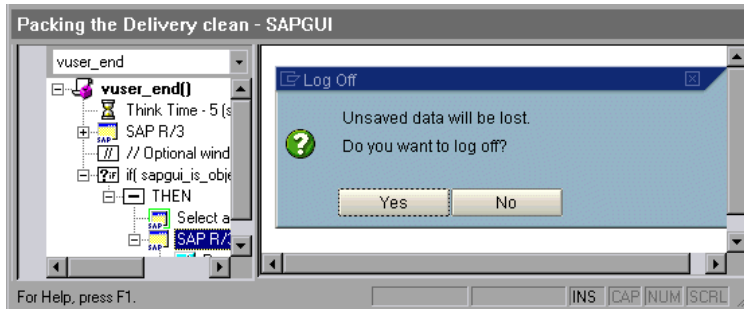 Packing the Delivery clean - SAPGUI
vuser_end
vuser_end()
Think Time - 5 (s
SAP R/3
// // Optional wind
if( sapgui_is_obje
THEN
Select a
SAP R/3
Log Off
Unsaved data will be lost.
Do you want to log off?
Yes
No
For Help, press F1.
INS CAP NUM SCRL